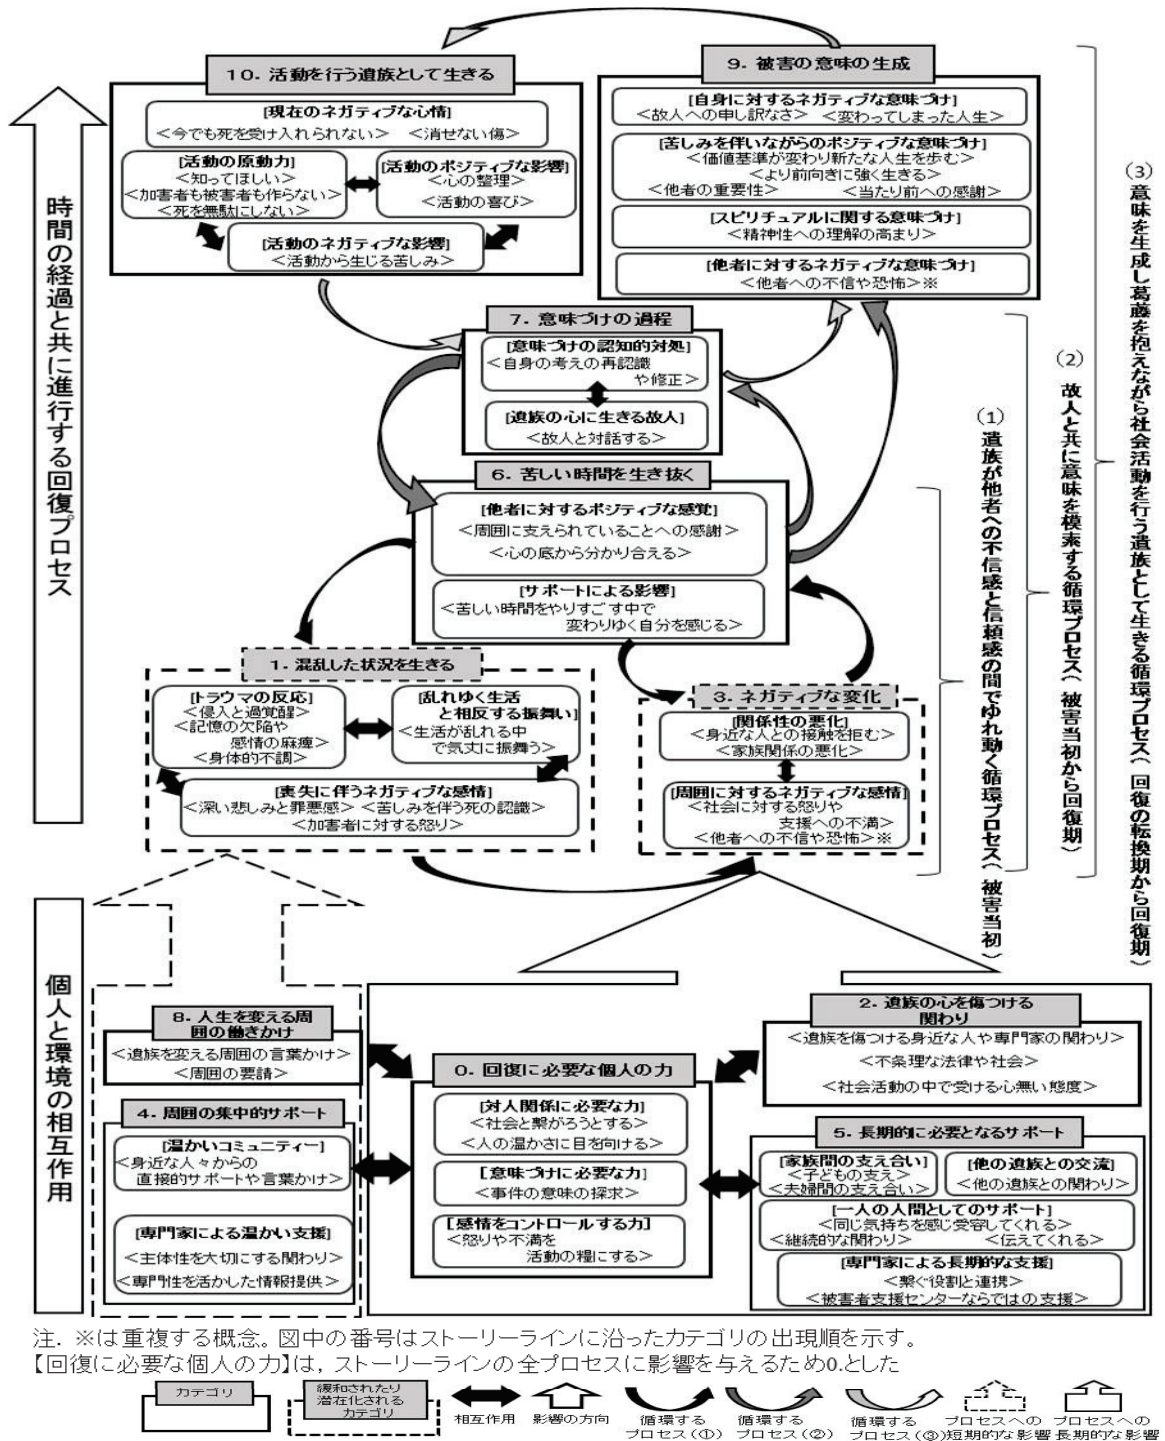 10. 活動を行う遺族として生きる
[現在のネガティブな心情]
<今でも死を受け入れられない> <消せない傷>
[活動の原動力]
<知ってほしい>
<加害者も被害者も作らない>
<死を無駄にしない>
[活動のポジティブな影響]
<心の整理>
<活動の喜び>
[活動のネガティブな影響]
<活動から生じる苦しみ>
9. 被害の意味の生成
[自身に対するネガティブな意味づけ]
<故人への申し訳なさ> <変わってしまった人生>
[苦しみを伴いながらのポジティブな意味づけ]
<価値基準が変わり新たな人生を歩む>
<より前向きに強く生きる>
<他者の重要性> <当たり前への感謝>
[スピリチュアルに関する意味づけ]
<精神性への理解の高まり>
[他者に対するネガティブな意味づけ]
<他者への不信や恐怖>※
7. 意味づけの過程
[意味づけの認知的対処]
<自身の考えの再認識
や修正>
[遺族の心に生きる故人]
<故人と対話する>
6. 苦しい時間を生き抜く
[他者に対するポジティブな感覚]
<周囲に支えられていることへの感謝>
<心の底から分かり合える>
[サポートによる影響]
<苦しい時間をやりすごす中で
変わりゆく自分を感じる>
1. 混乱した状況を生きる
[トラウマの反応]
<侵入と過覚醒>
<記憶の欠陥や
感情の麻痺>
<身体的不調>
[乱れゆく生活
と相反する振舞い]
<生活が乱れる中
で気丈に振舞う>
[喪失に伴うネガティブな感情]
<深い悲しみと罪悪感> <苦しみを伴う死の認識>
<加害者に対する怒り>
3. ネガティブな変化
[関係性の悪化]
<身近な人との接触を拒む>
<家族関係の悪化>
[周囲に対するネガティブな感情]
<社会に対する怒りや
支援への不満>
<他者への不信や恐怖>※
時間の経過と共に進行する回復プロセス
(1) 遺族が他者への不信感と信頼感の間でゆれ動く循環プロセス(被害当初)
(2) 故人と共に意味を模索する循環プロセス(被害当初から回復期)
(3) 意味を生成し葛藤を抱えながら社会活動を行う遺族として生きる循環プロセス(回復の転換期から回復期)
個人と環境の相互作用
8. 人生を変える周
囲の働きかけ
<遺族を変える周囲の言葉かけ>
<周囲の要請>
4. 周囲の集中的サポート
[温かいコミュニティー]
<身近な人々からの
直接的サポートや言葉かけ>
[専門家による温かい支援]
<主体性を大切にする関わり>
<専門性を活かした情報提供>
0. 回復に必要な個人の力
[対人関係に必要な力]
<社会と繋がろうとする>
<人の温かさに目を向ける>
[意味づけに必要な力]
<事件の意味の探求>
[感情をコントロールする力]
<怒りや不満を
活動の糧にする>
2. 遺族の心を傷つける
関わり
<遺族を傷つける身近な人や専門家の関わり>
<不条理な法律や社会>
<社会活動の中で受ける心無い態度>
5. 長期的に必要となるサポート
[家族間の支え合い]
<子どもの支え>
<夫婦間の支え合い>
[他の遺族との交流]
<他の遺族との関わり>
[一人の人間としてのサポート]
<同じ気持ちを感じ受容してくれる>
<継続的な関わり> <伝えてくれる>
[専門家による長期的な支援]
<繋ぐ役割と連携>
<被害者支援センターならではの支援>
注. ※は重複する概念。図中の番号はストーリーラインに沿ったカテゴリの出現順を示す。
【回復に必要な個人の力】は, ストーリーラインの全プロセスに影響を与えるため0.とした
カテゴリ
緩和されたり
潜在化される
カテゴリ
相互作用
影響の方向
循環する
プロセス(①)
循環する
プロセス(②)
循環する
プロセス(③)
プロセスへの
短期的な影響
プロセスへの
長期的な影響